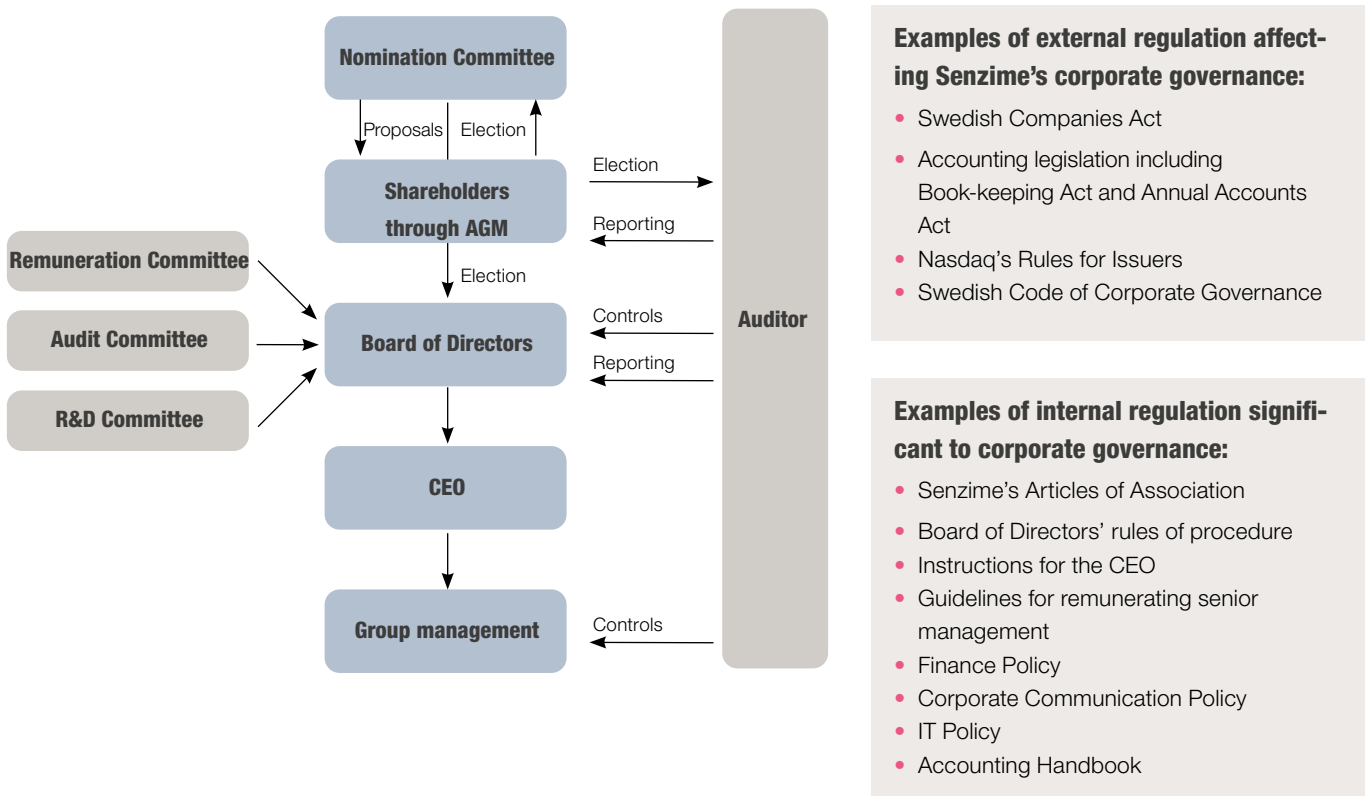 Nomination Committee
Proposals
Election
Shareholders
through AGM
Election
Reporting
Election
Remuneration Committee
Audit Committee
R&D Committee
Board of Directors
Controls
Reporting
Auditor
CEO
Group management
Controls
Examples of external regulation affect-
ing Senzime’s corporate governance:
• Swedish Companies Act
• Accounting legislation including
Book-keeping Act and Annual Accounts
Act
• Nasdaq’s Rules for Issuers
• Swedish Code of Corporate Governance
Examples of internal regulation signifi-
cant to corporate governance:
• Senzime’s Articles of Association
• Board of Directors’ rules of procedure
• Instructions for the CEO
• Guidelines for remunerating senior
management
• Finance Policy
• Corporate Communication Policy
• IT Policy
• Accounting Handbook